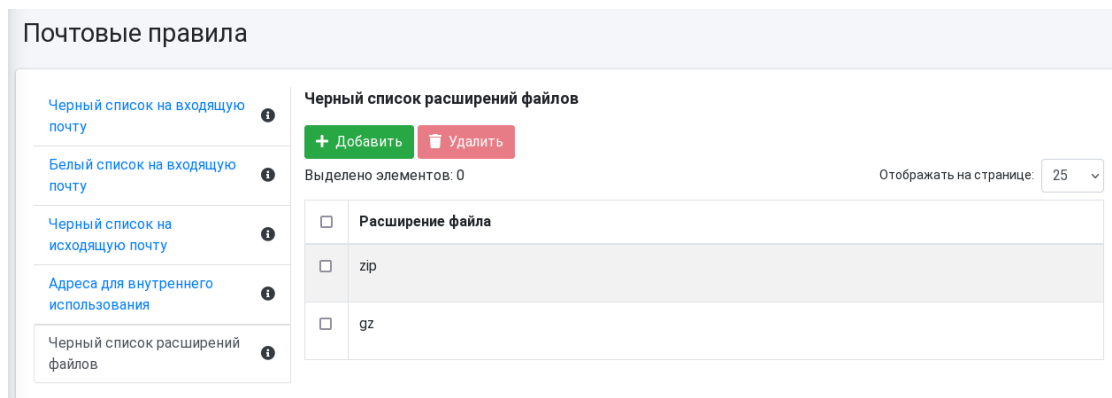 Почтовые правила
Черный список на входящую
почту
Белый список на входящую
почту
Черный список на
исходящую почту
Адреса для внутреннего
использования
Черный список расширений
файлов
Черный список расширений файлов
Добавить Удалить
Выделено элементов: 0 Отображать на странице: 25
Расширение файла
zip
gz